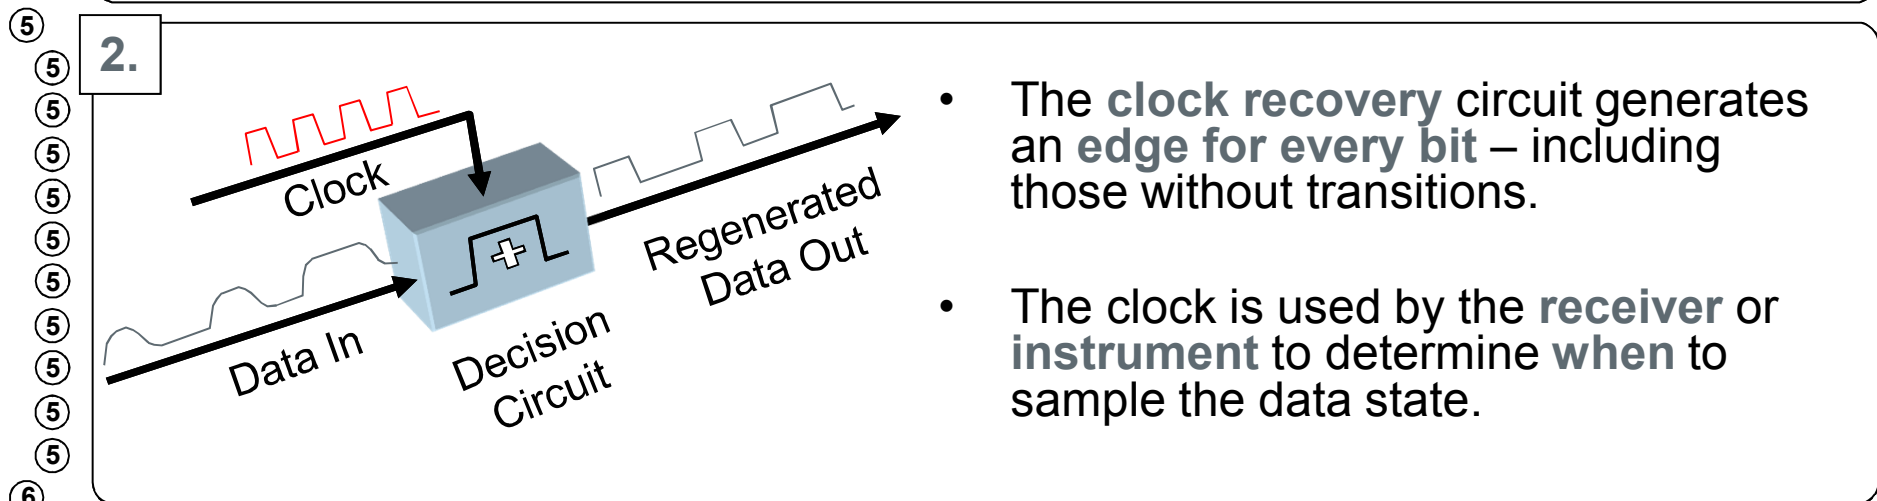 5
2.
5
5
5
5
5
5
5
5
5
5
6
Clock
Data In
Decision
Circuit
Regenerated
Data Out
• The clock recovery circuit generates
an edge for every bit – including
those without transitions.
• The clock is used by the receiver or
instrument to determine when to
sample the data state.